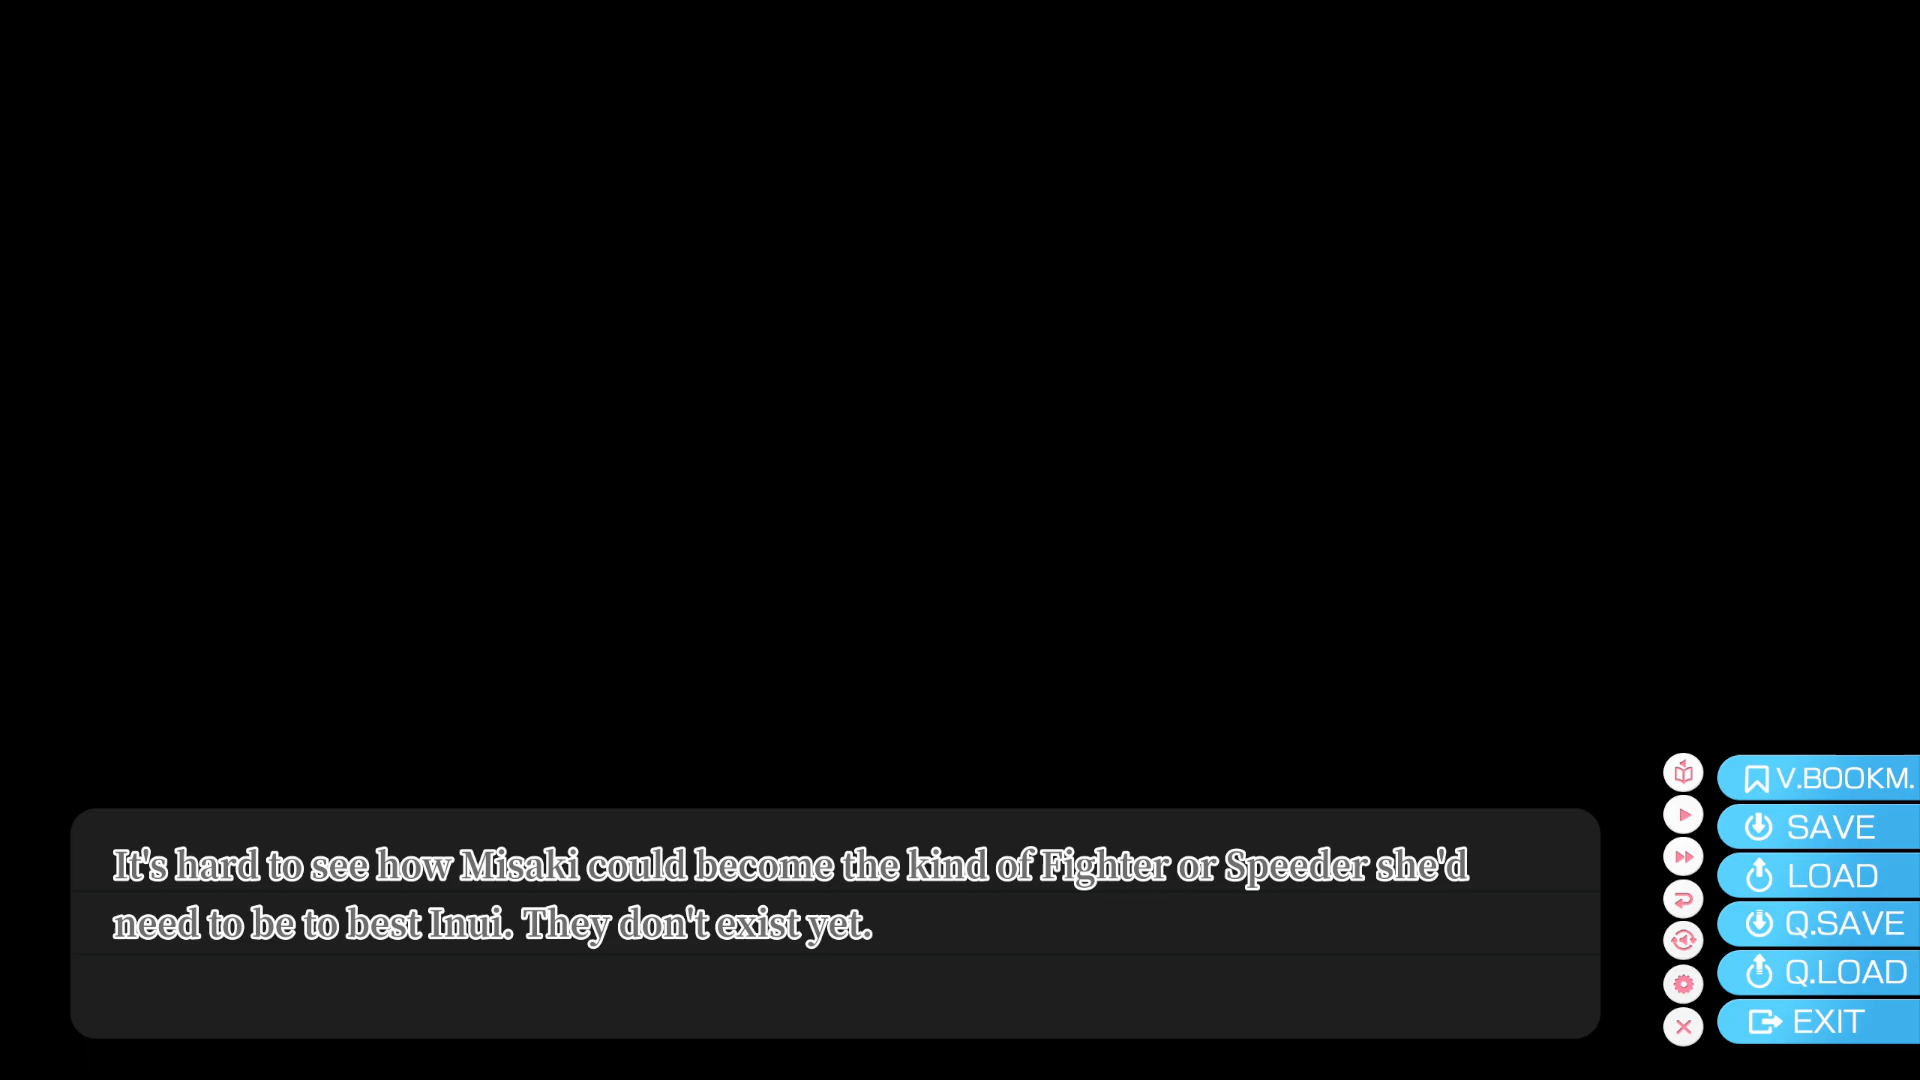 It's hard to see how Misaki could become the kind of Fighter or Speeder she'd
need to be to best Inui. They don't exist yet.
V.BOOKM.
SAVE
LOAD
Q.SAVE
Q.LOAD
EXIT